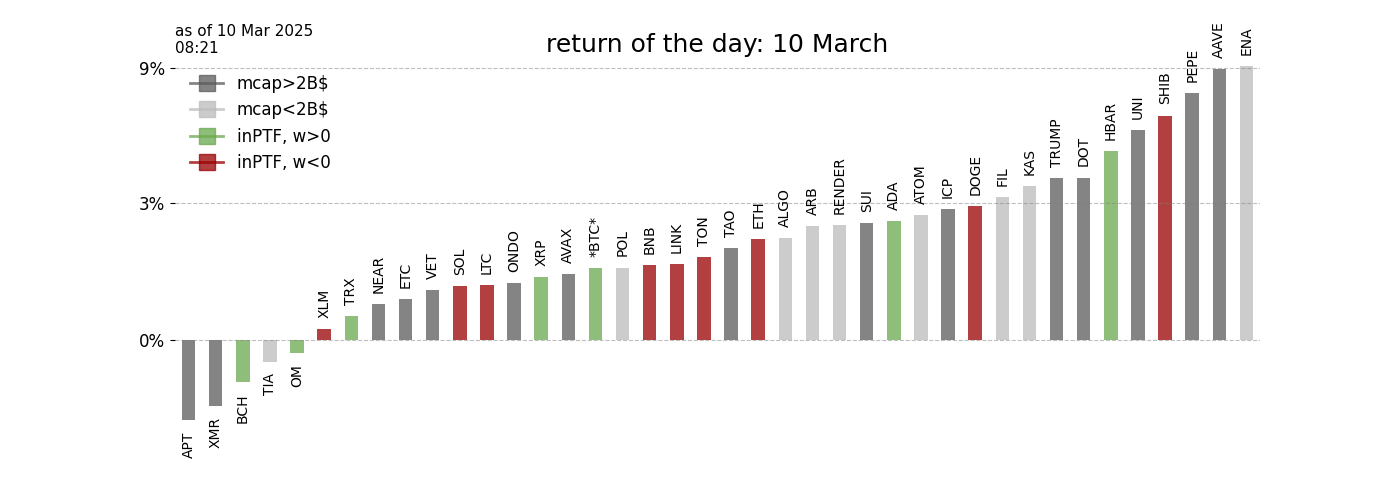 as of 10 Mar 2025
08:21
return of the day: 10 March
9%
3%
0%
mcap>2B$
mcap<2B$
inPTF, w>0
inPTF, w<0
APT
XMR
BCH
TIA
OM
XLM
TRX
NEAR
ETC
VET
SOL
LTC
ONDO
XRP
AVAX
*BTC*
POL
BNB
LINK
TON
TAO
ETH
ALGO
ARB
RENDER
SUI
ADA
ATOM
ICP
DOGE
FIL
KAS
TRUMP
DOT
HBAR
UNI
SHIB
PEPE
AAVE
ENA